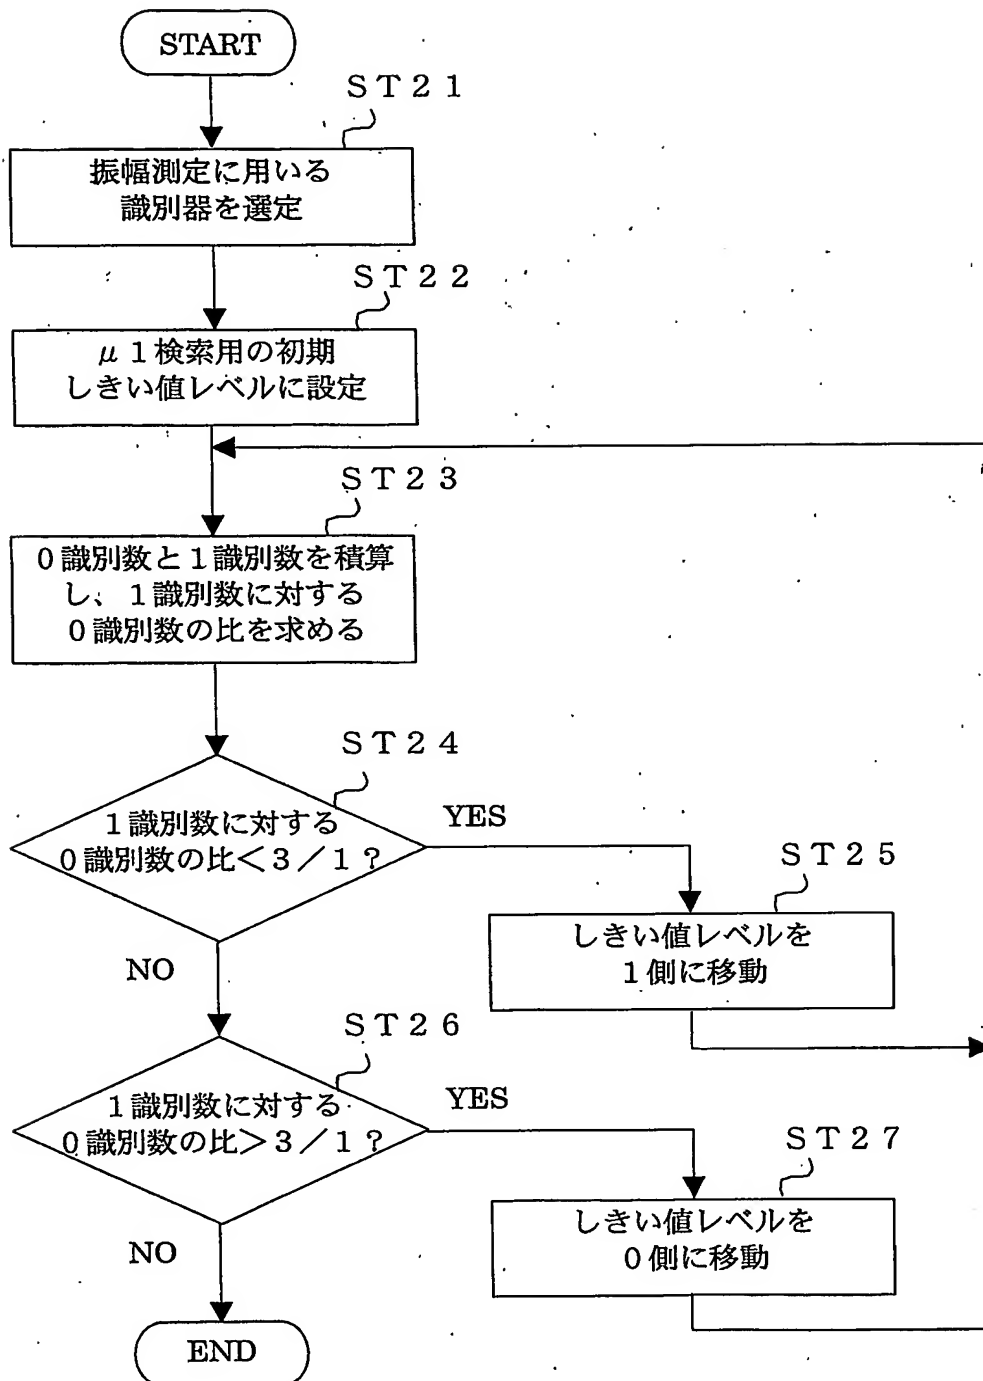 START
ST21
振幅測定に用いる
識別器を選定
ST22
μ1検索用の初期
しきい値レベルに設定
ST23
0識別数と1識別数を積算
し、1識別数に対する
0識別数の比を求める
ST24
1識別数に対する
0識別数の比<3/1?
YES
ST25
しきい値レベルを
1側に移動
NO
ST26
1識別数に対する
0識別数の比>3/1?
YES
ST27
しきい値レベルを
0側に移動
NO
END